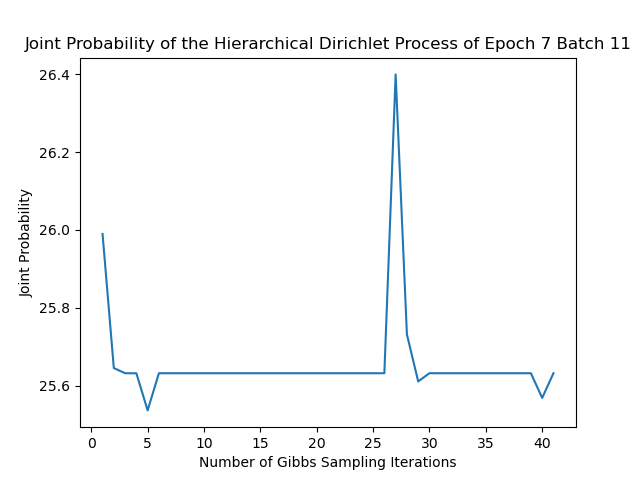 Joint Probability of the Hierarchical Dirichlet Process of Epoch 7 Batch 11
26.4
26.2
26.0
25.8
25.6
Joint Probability
0 5 10 15 20 25 30 35 40
Number of Gibbs Sampling Iterations